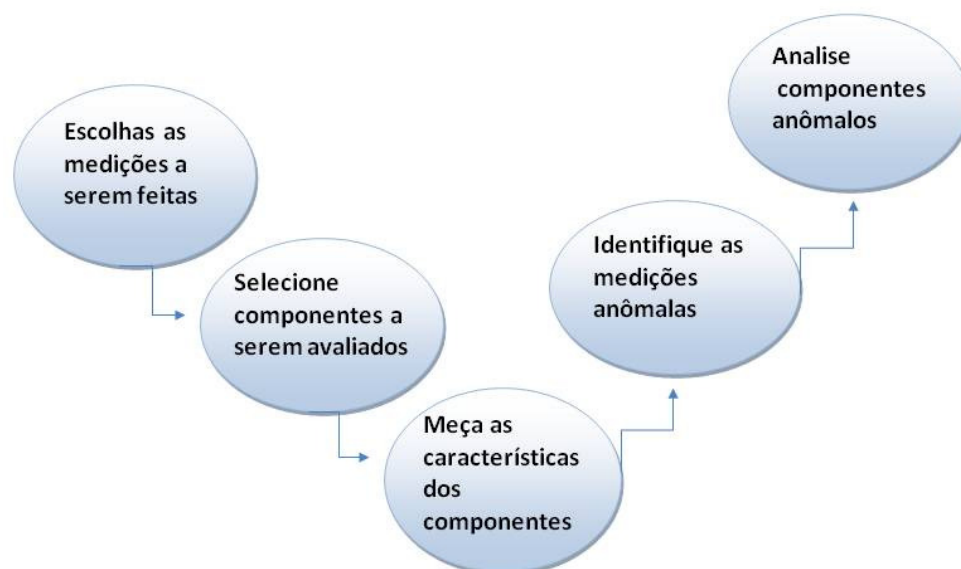 Escolhas as
medições a
serem feitas
Selecione
componentes a
serem avaliados
Meça as
características
dos
componentes
Identifique as
medições
anômalas
Analise
componentes
anômalos